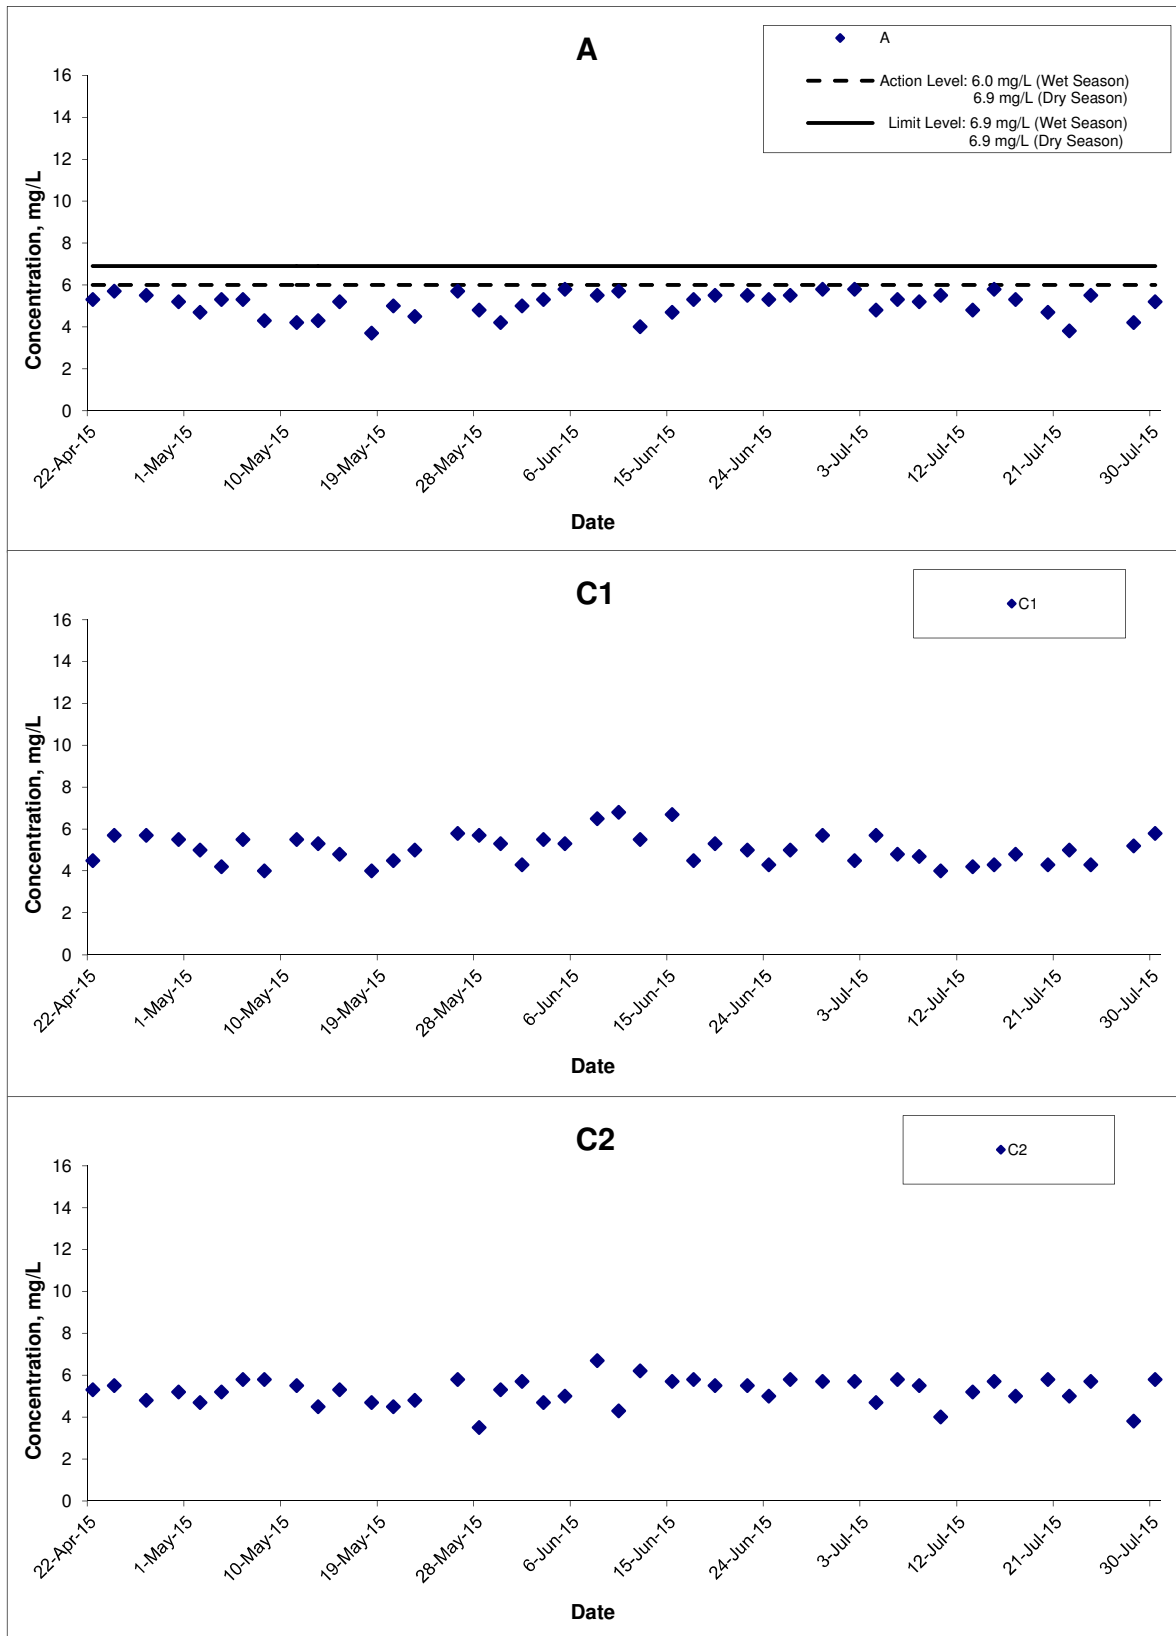 A
A
Action Level: 6.0 mg/L (Wet Season)
6.9 mg/L (Dry Season)
Limit Level: 6.9 mg/L (Wet Season)
6.9 mg/L (Dry Season)
Concentration, mg/L
16
14
12
10
8
6
4
2
0
22-Apr-15
1-May-15
10-May-15
19-May-15
28-May-15
6-Jun-15
15-Jun-15
24-Jun-15
3-Jul-15
12-Jul-15
21-Jul-15
30-Jul-15
Date
C1
C1
Concentration, mg/L
16
14
12
10
8
6
4
2
0
22-Apr-15
1-May-15
10-May-15
19-May-15
28-May-15
6-Jun-15
15-Jun-15
24-Jun-15
3-Jul-15
12-Jul-15
21-Jul-15
30-Jul-15
Date
C2
C2
Concentration, mg/L
16
14
12
10
8
6
4
2
0
22-Apr-15
1-May-15
10-May-15
19-May-15
28-May-15
6-Jun-15
15-Jun-15
24-Jun-15
3-Jul-15
12-Jul-15
21-Jul-15
30-Jul-15
Date